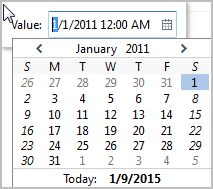 Value: 1/1/2011 12:00 AM
January 2011
S M T W T F S
26 27 28 29 30 31 1
2 3 4 5 6 7 8
9 10 11 12 13 14 15
16 17 18 19 20 21 22
23 24 25 26 27 28 29
30 31 1 2 3 4 5
Today: 1/9/2015